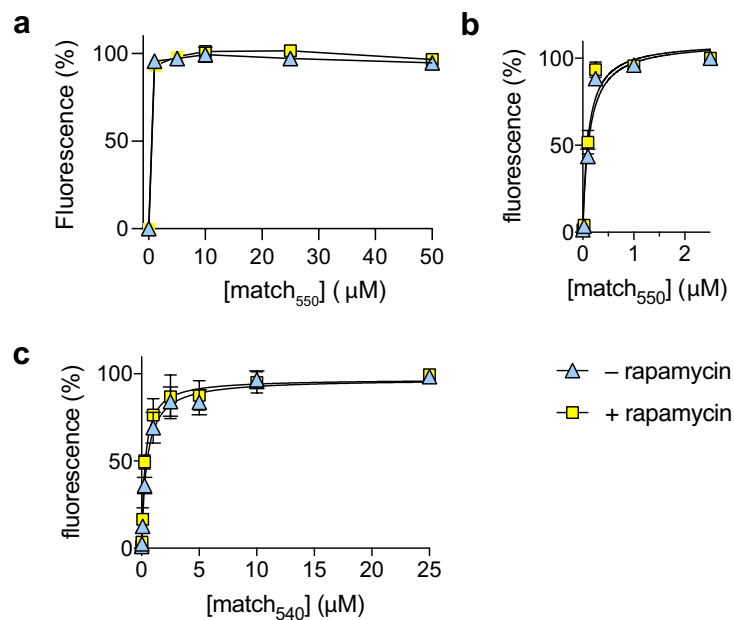 a
Fluorescence (%)
100
50
0
0 10 20 30 40 50
[match550] ( µM)
b
fluorescence (%)
100
50
0
0 1 2
[match550] (µM)
c
fluorescence (%)
100
50
0
0 5 10 15 20 25
[match540] (µM)
– rapamycin
+ rapamycin